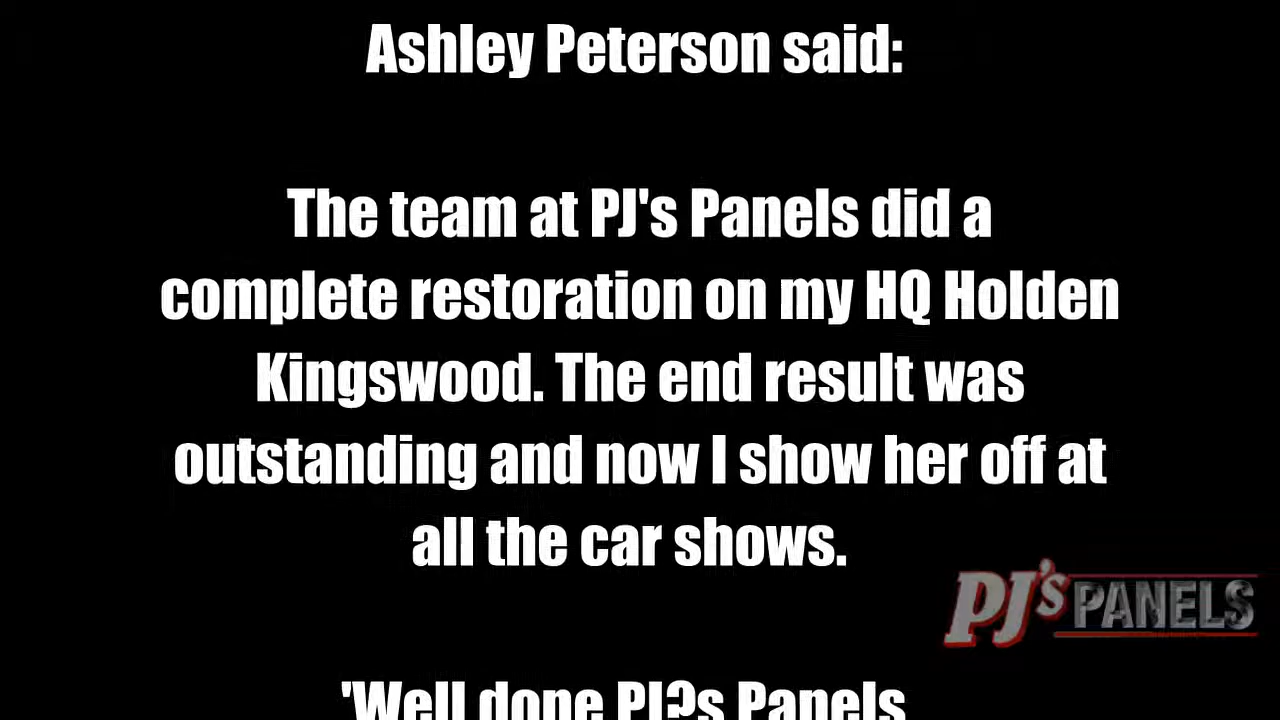 Ashley Peterson said:
The team at PJ's Panels did a
complete restoration on my HQ Holden
Kingswood. The end result was
outstanding and now I show her off at
all the car shows.
PJ's PANELS
'Well done PJ?s Panels